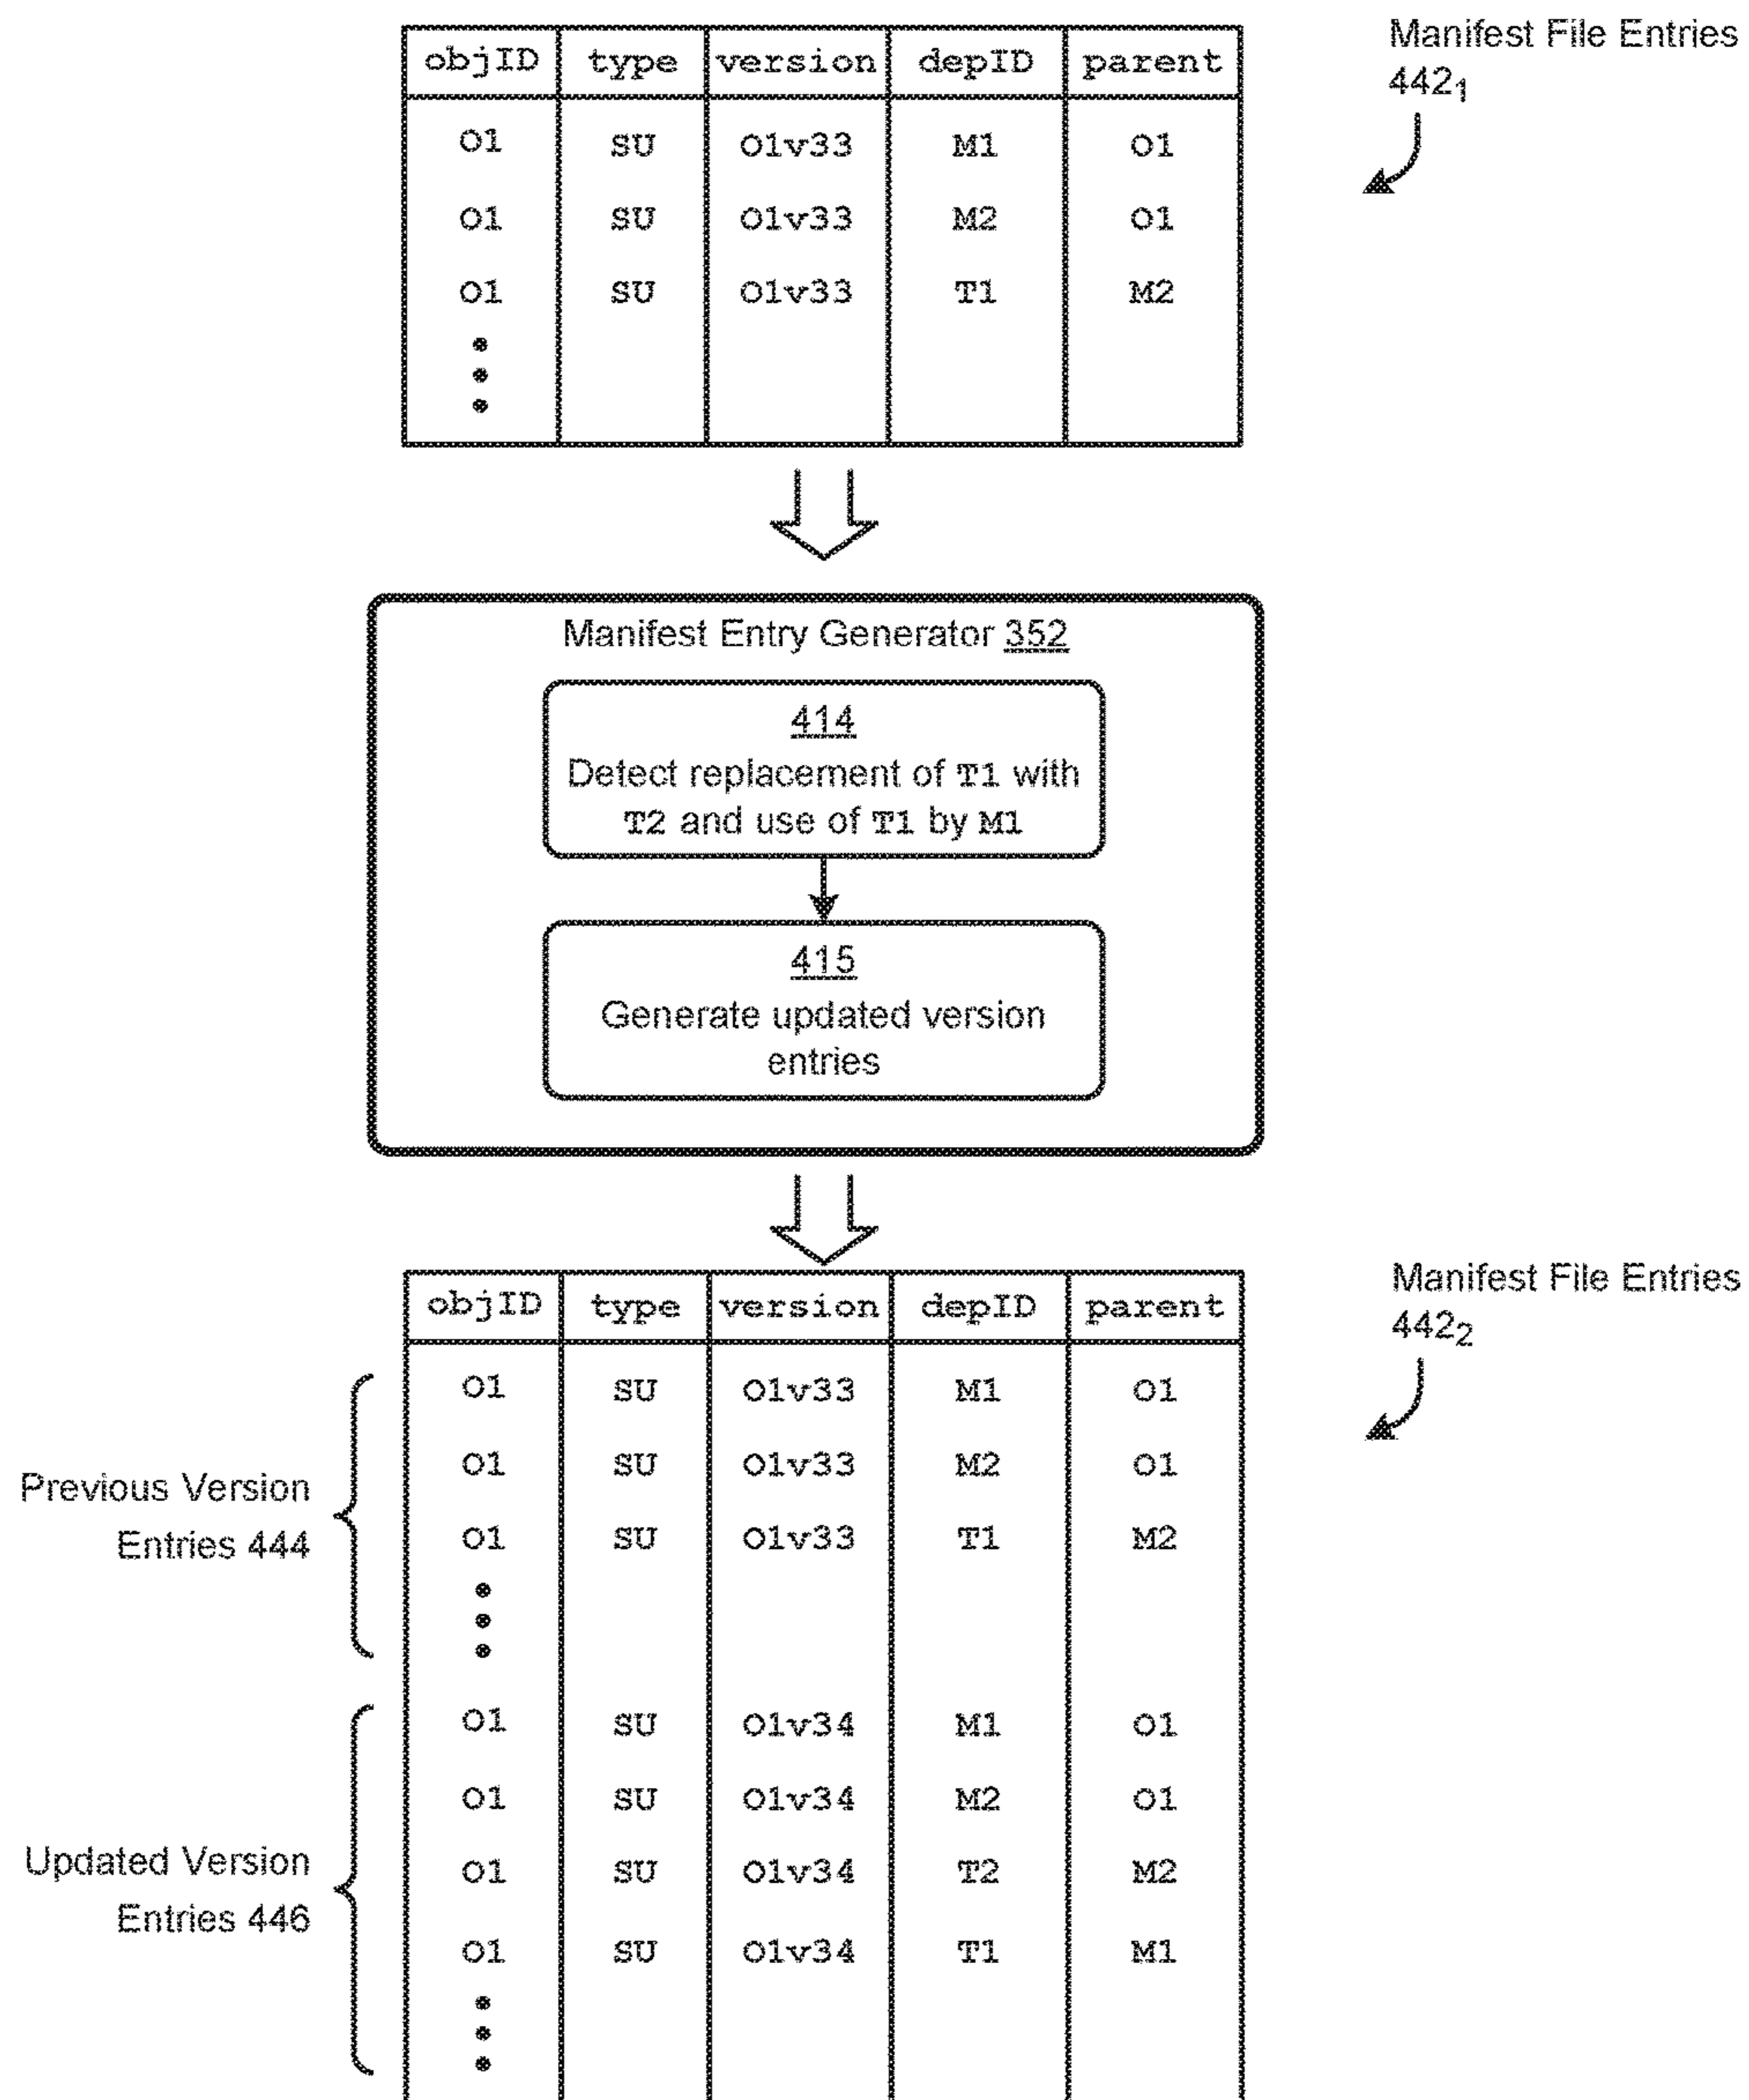 Manifest File Entries
442₁
objID type version depID parent
O1 SU O1v33 M1 O1
O1 SU O1v33 M2 O1
O1 SU O1v33 T1 M2
Manifest Entry Generator 352
414
Detect replacement of T1 with
T2 and use of T1 by M1
415
Generate updated version
entries
Manifest File Entries
442₂
objID type version depID parent
Previous Version
Entries 444
O1 SU O1v33 M1 O1
O1 SU O1v33 M2 O1
O1 SU O1v33 T1 M2
Updated Version
Entries 446
O1 SU O1v34 M1 O1
O1 SU O1v34 M2 O1
O1 SU O1v34 T2 M2
O1 SU O1v34 T1 M1